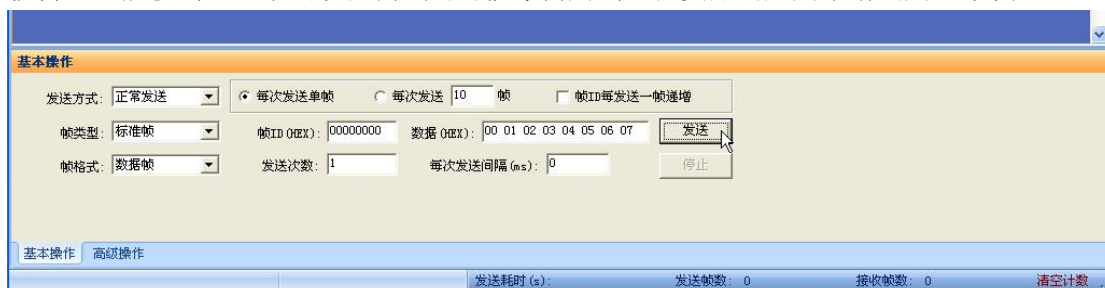 基本操作
发送方式: 正常发送 每次发送单帧 每次发送 10 帧 帧ID每发送一帧递增
帧类型: 标准帧 帧ID(HEX): 00000000 数据(HEX): 00 01 02 03 04 05 06 07 发送
帧格式: 数据帧 发送次数: 1 每次发送间隔(ms): 0 停止
基本操作 高级操作
发送耗时(s): 发送帧数: 0 接收帧数: 0 清空计数